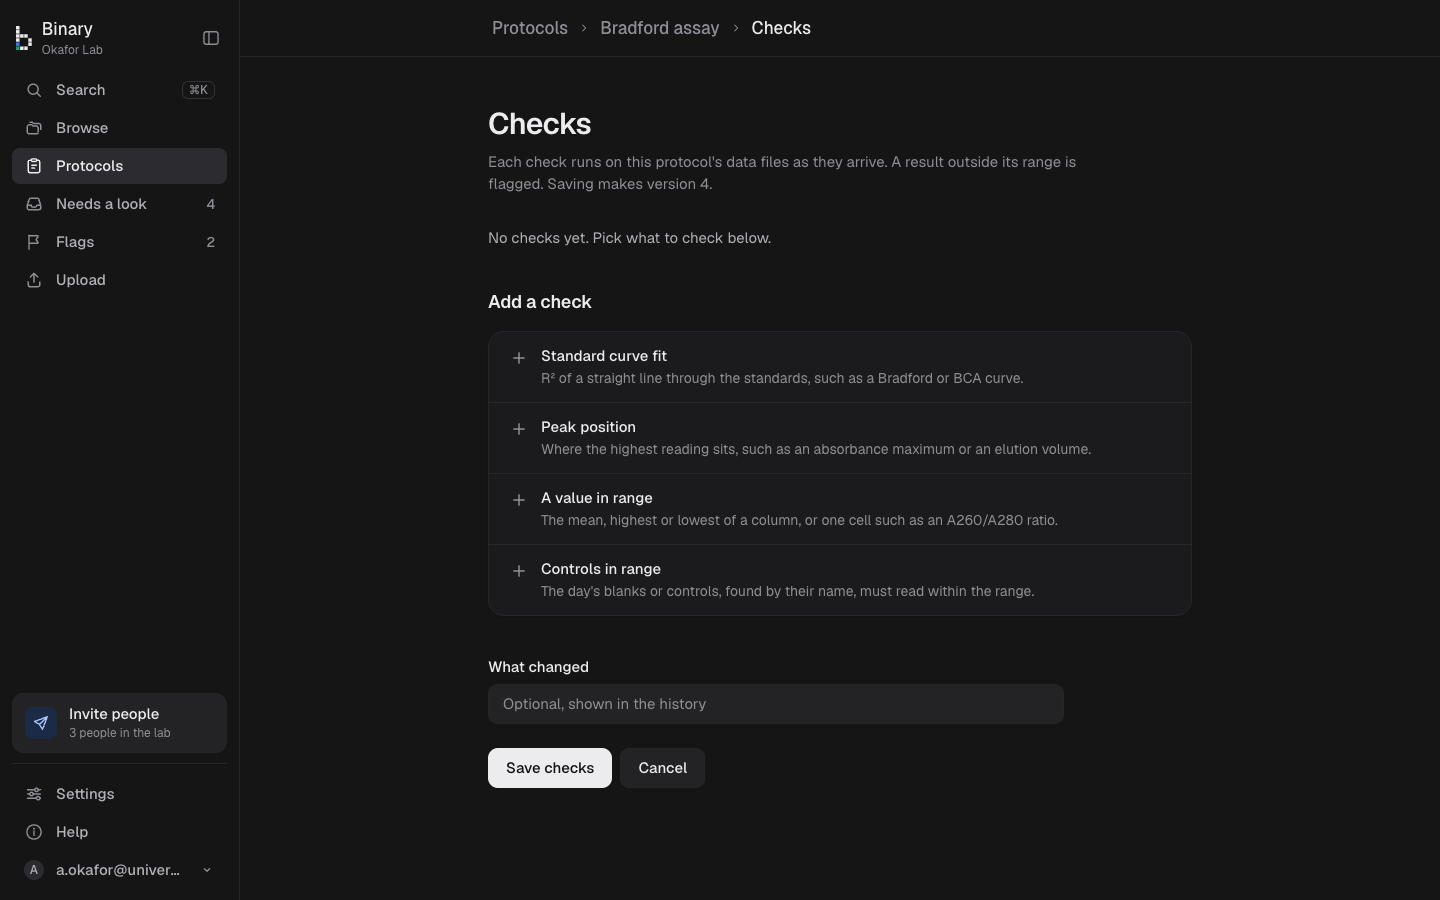 Binary
Okafor Lab
Search ⌘K
Browse
Protocols
Needs a look 4
Flags 2
Upload
Invite people
3 people in the lab
Settings
Help
A a.okafor@univer...
Protocols › Bradford assay › Checks
Checks
Each check runs on this protocol's data files as they arrive. A result outside its range is
flagged. Saving makes version 4.
No checks yet. Pick what to check below.
Add a check
Standard curve fit
R² of a straight line through the standards, such as a Bradford or BCA curve.
Peak position
Where the highest reading sits, such as an absorbance maximum or an elution volume.
A value in range
The mean, highest or lowest of a column, or one cell such as an A260/A280 ratio.
Controls in range
The day's blanks or controls, found by their name, must read within the range.
What changed
Optional, shown in the history
Save checks Cancel